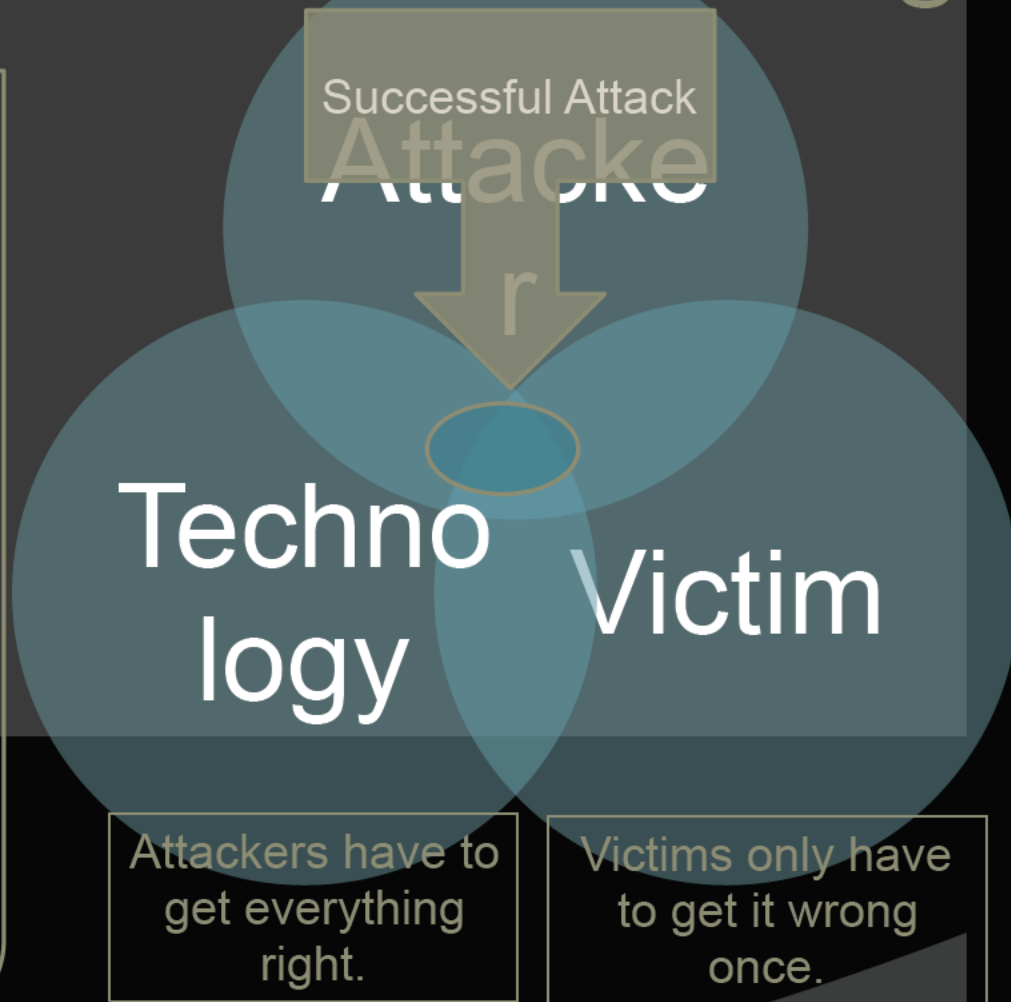 Successful Attack
Attacke
r
Techno
logy
Victim
Attackers have to
get everything
right.
Victims only have
to get it wrong
once.